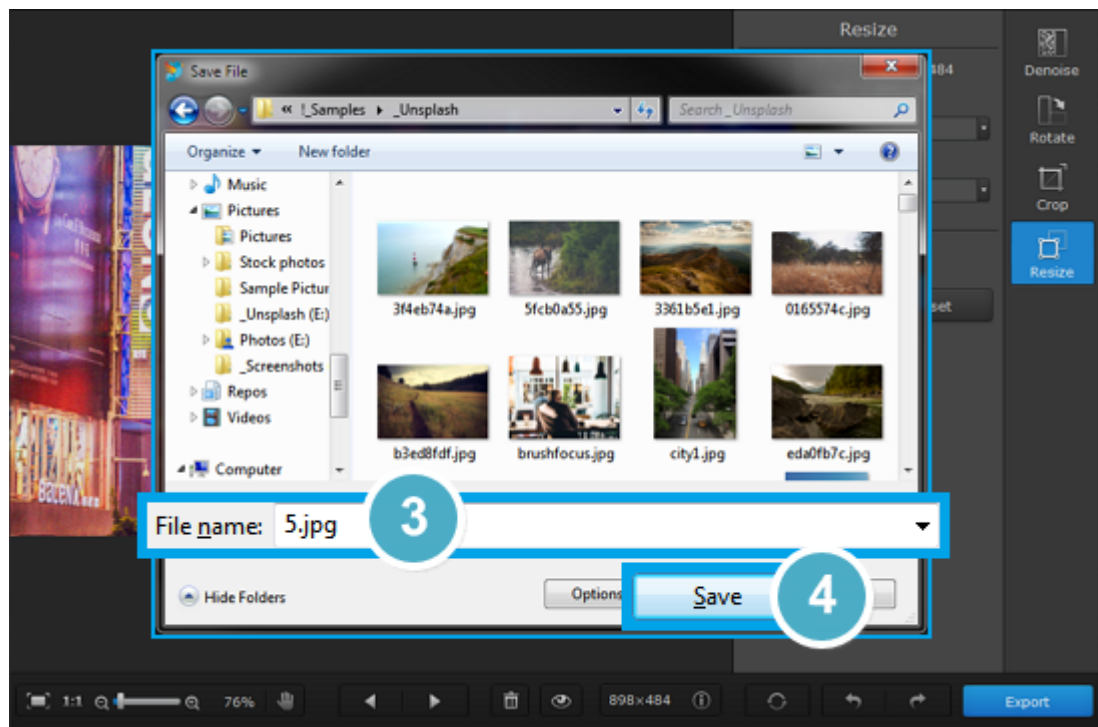 Resize
Save File
484
Denoise
« !_Samples ▸ _Unsplash
Search_Unsplash
Rotate
Organize
New folder
Music
Pictures
Crop
Pictures
Stock photos
Resize
Sample Pictur
_Unsplash (E:)
3f4eb74a.jpg
5fcb0a55.jpg
3361b5e1.jpg
0165574c.jpg
set
Photos (E:)
_Screenshots
Repos
Videos
b3ed8fdf.jpg
brushfocus.jpg
city1.jpg
eda0fb7c.jpg
Computer
File name: 5.jpg
3
Hide Folders
Options
Save
4
1:1
76%
898×484
Export